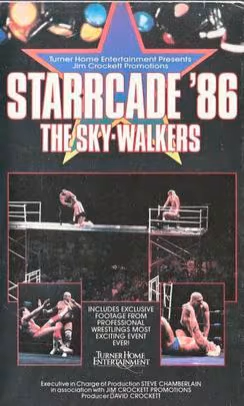 Turner Home Entertainment Presents
Jim Crockett Promotions
STARRCADE '86
THE SKY·WALKERS
INCLUDES EXCLUSIVE
FOOTAGE FROM
PROFESSIONAL
WRESTLINGS MOST
EXCITING EVENT
EVER!
TURNER HOME
ENTERTAINMENT
Executive in Charge of Production STEVE CHAMBERLAIN
in association with JIM CROCKETT PROMOTIONS
Producer DAVID CROCKETT